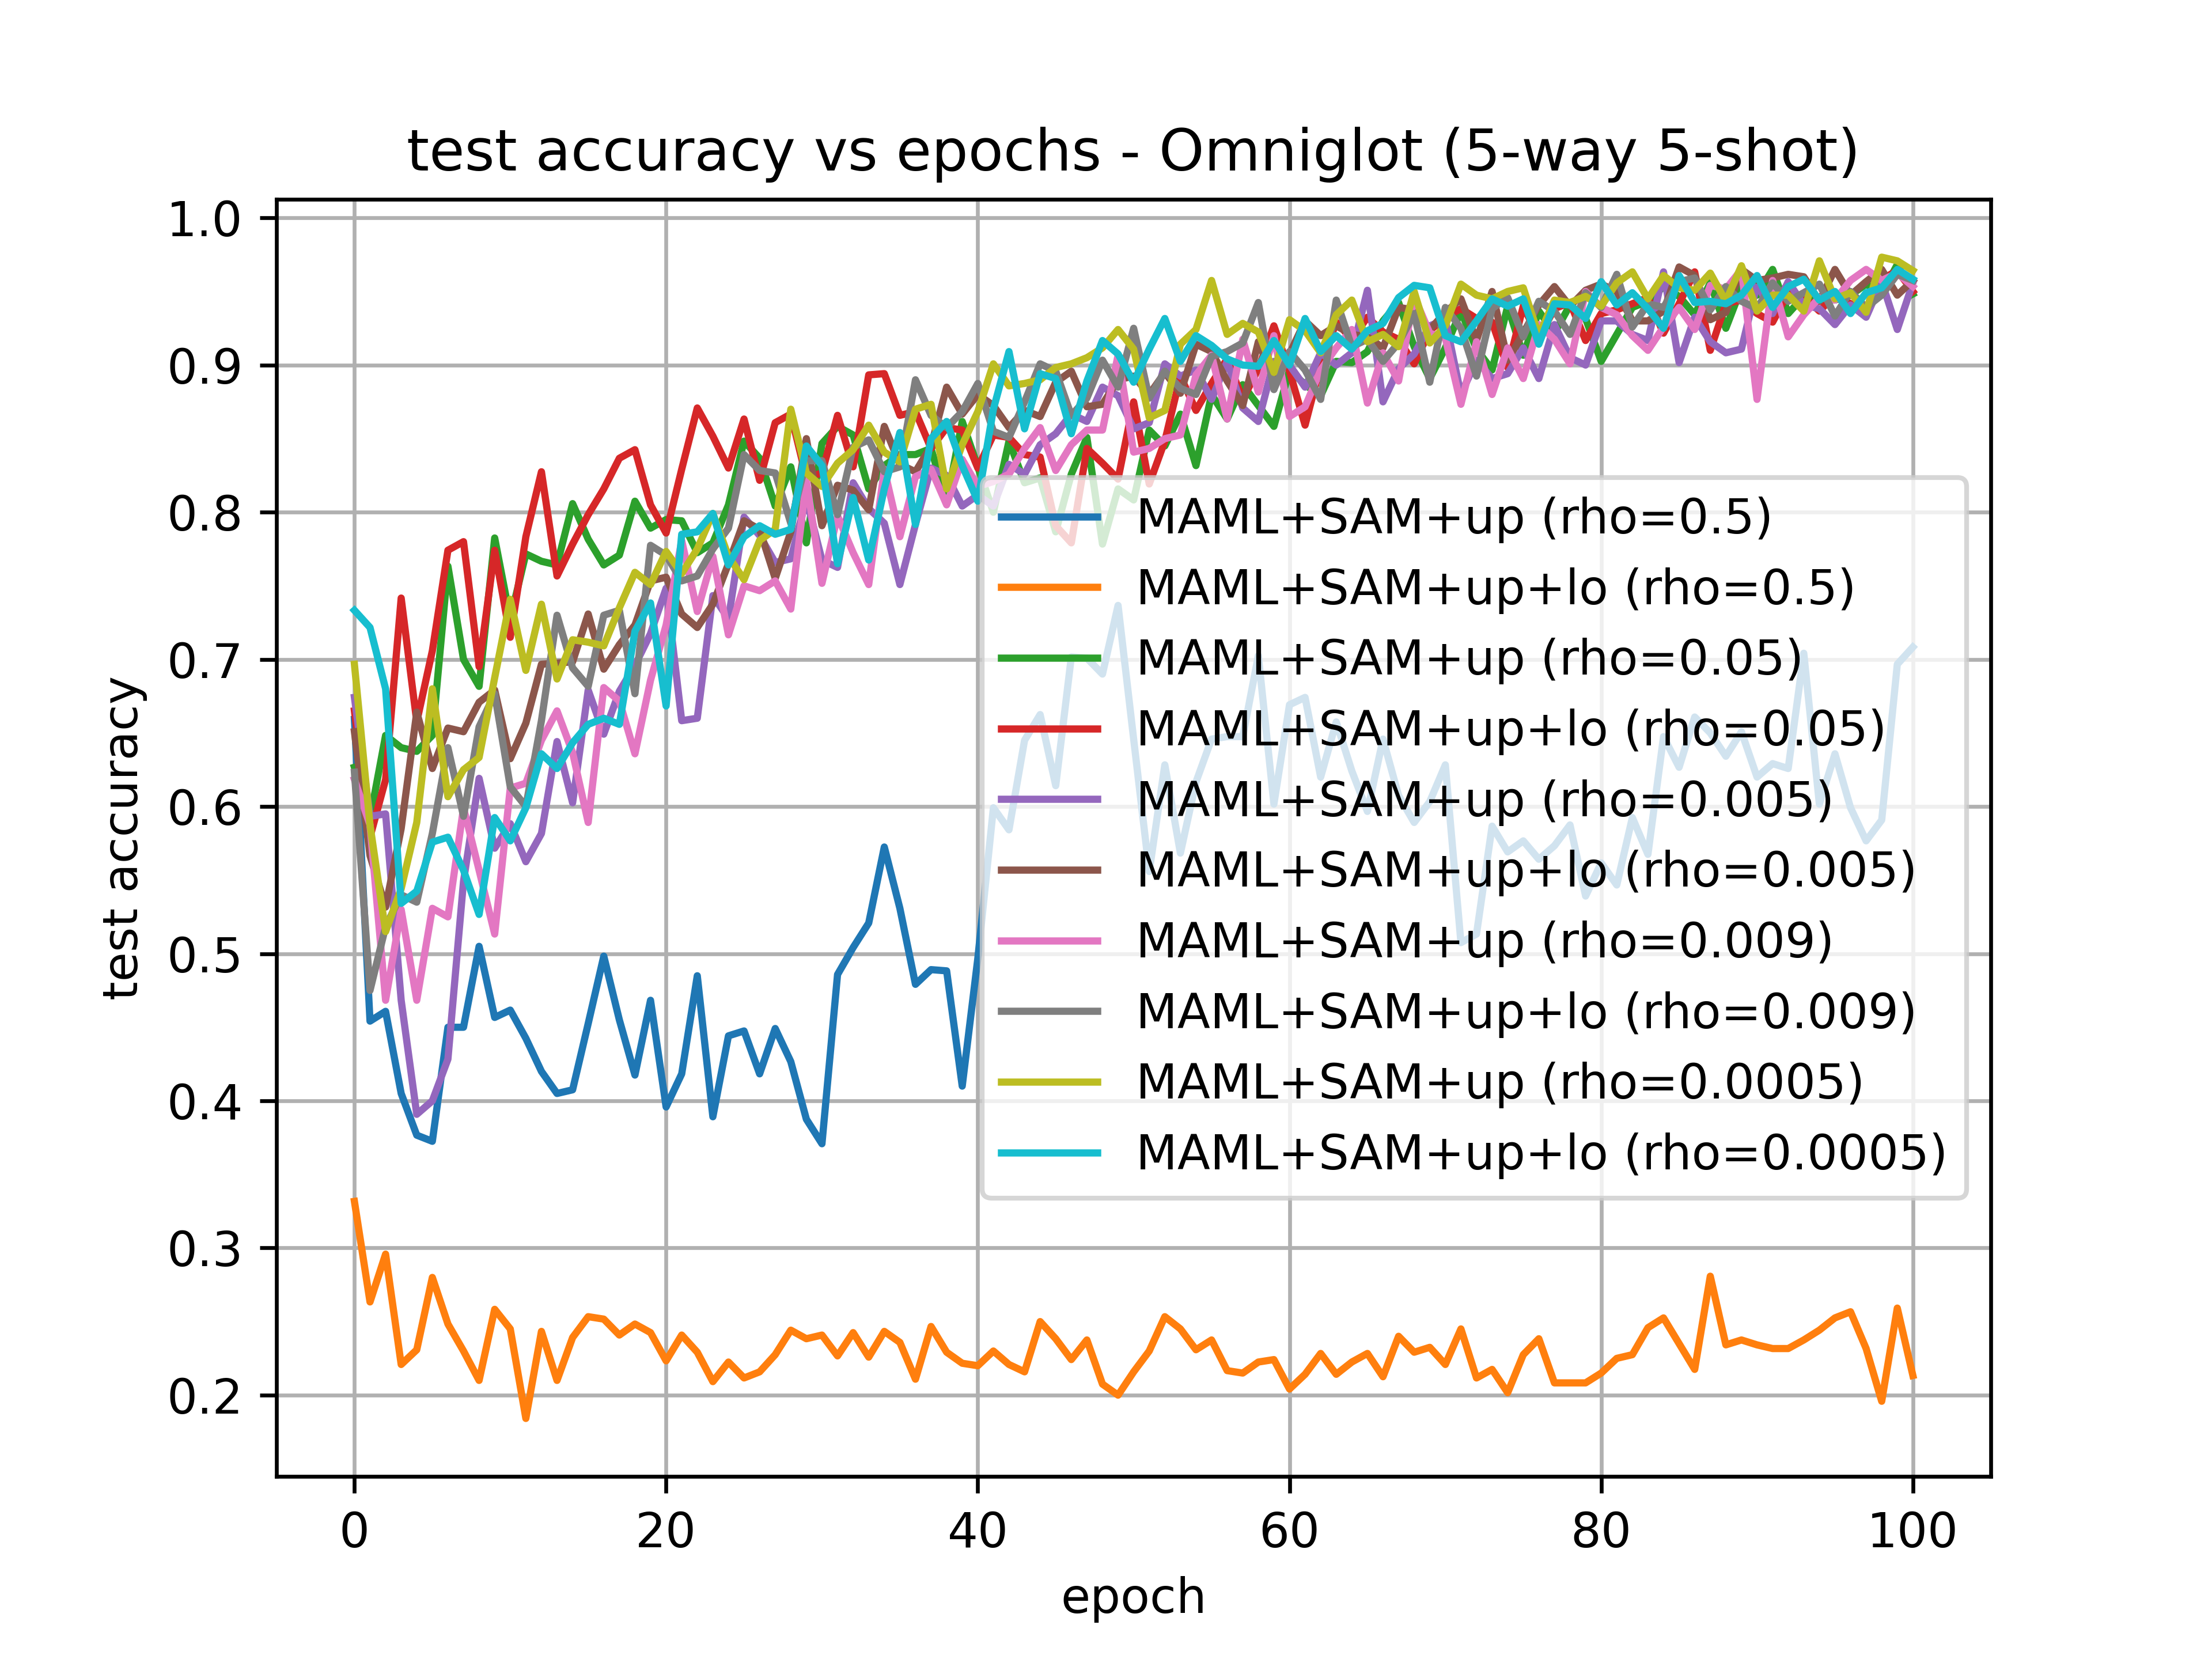 test accuracy vs epochs - Omniglot (5-way 5-shot)
test accuracy
1.0
0.9
0.8
0.7
0.6
0.5
0.4
0.3
0.2
MAML+SAM+up (rho=0.5)
MAML+SAM+up+lo (rho=0.5)
MAML+SAM+up (rho=0.05)
MAML+SAM+up+lo (rho=0.05)
MAML+SAM+up (rho=0.005)
MAML+SAM+up+lo (rho=0.005)
MAML+SAM+up (rho=0.009)
MAML+SAM+up+lo (rho=0.009)
MAML+SAM+up (rho=0.0005)
MAML+SAM+up+lo (rho=0.0005)
0 20 40 60 80 100
epoch